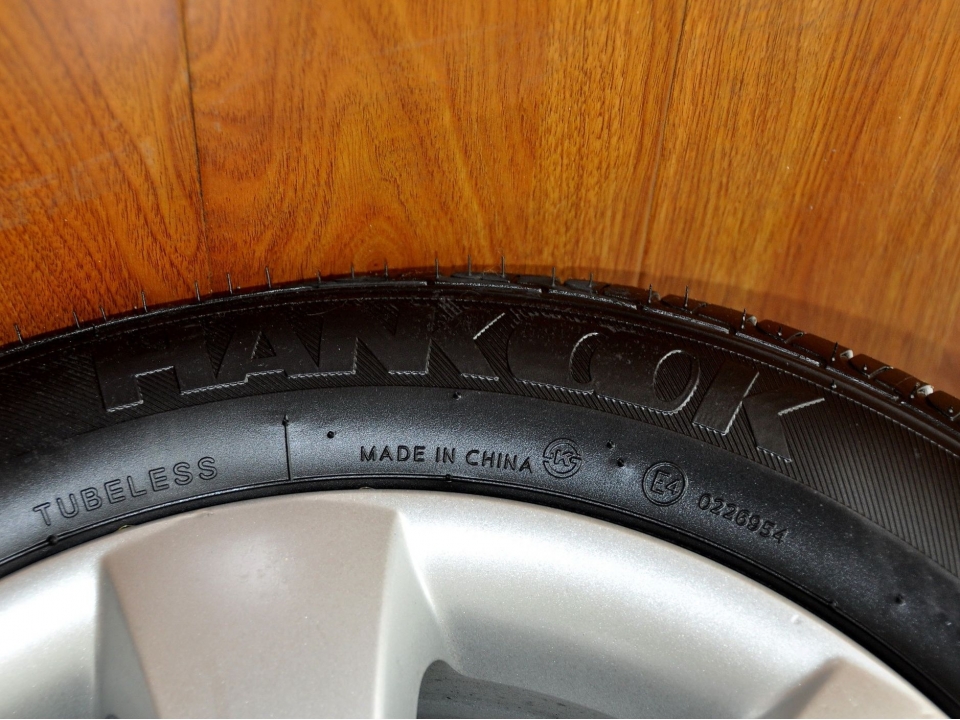 HANKOOK
TUBELESS
MADE IN CHINA
K
E4
0226954